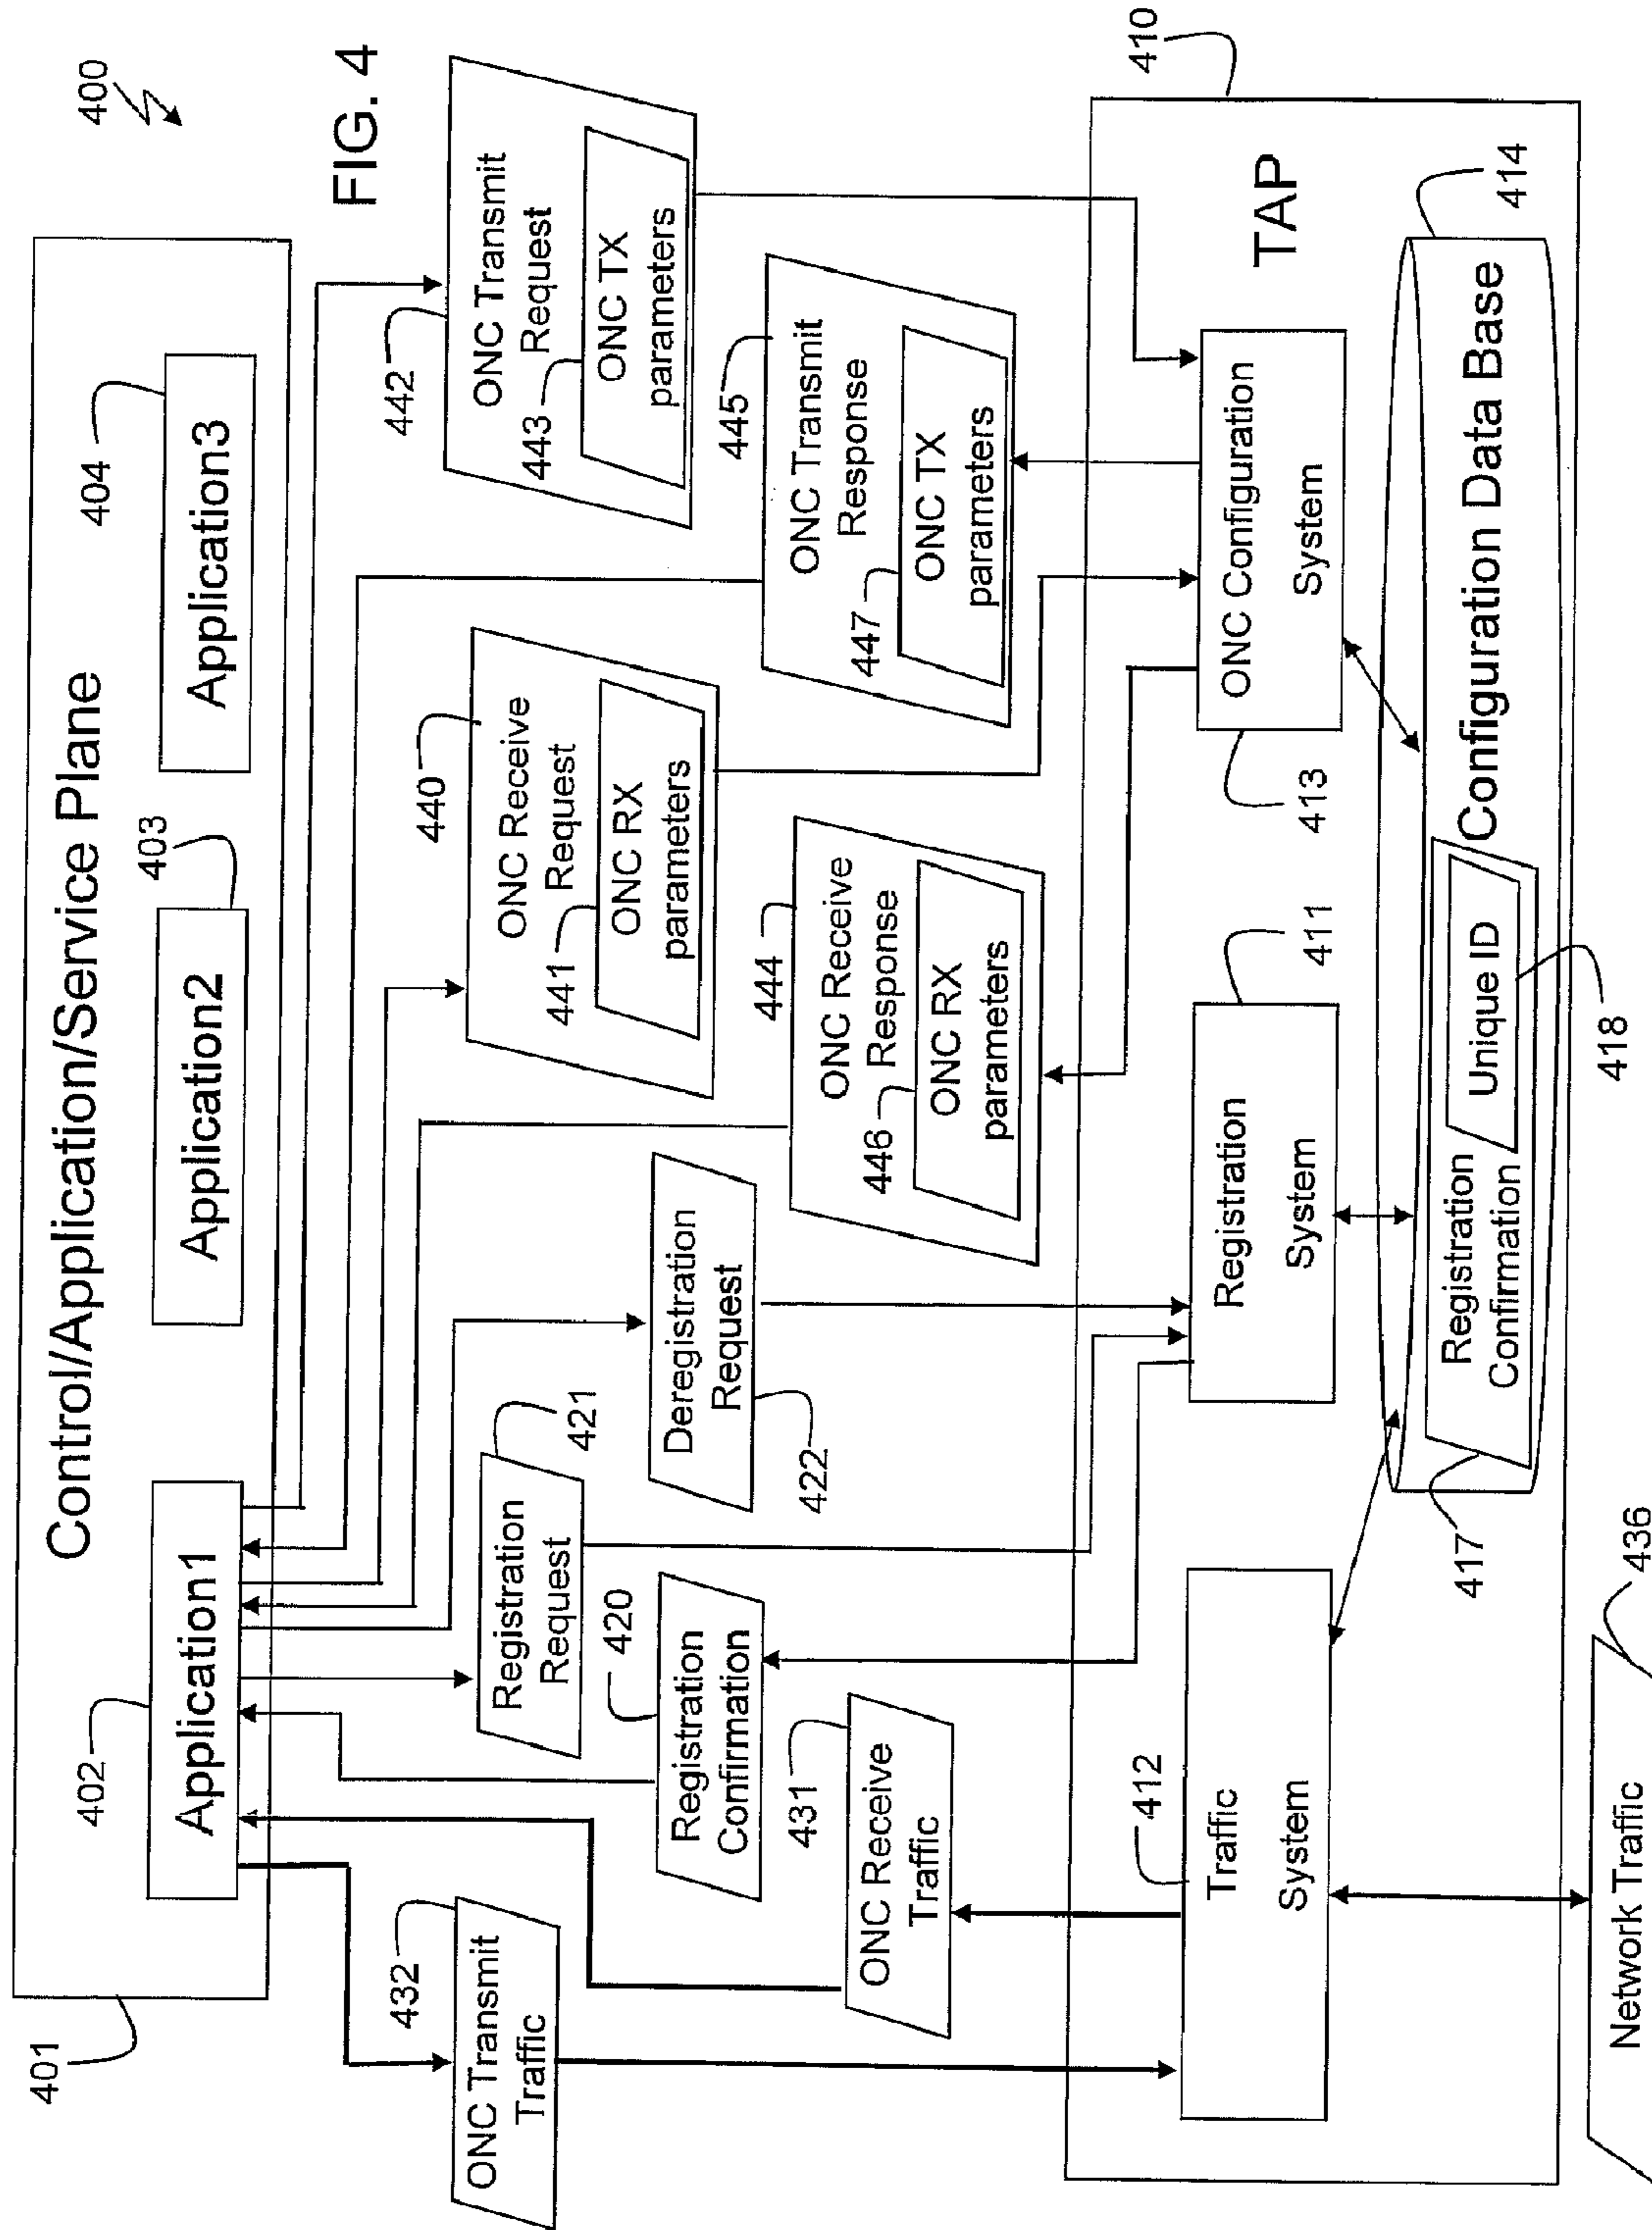 400
FIG. 4
Control/Application/Service Plane
401
402
Application1
403
Application2
404
Application3
432
ONC Transmit
Traffic
431
ONC Receive
Traffic
420
Registration
Confirmation
421
Registration
Request
422
Deregistration
Request
440
ONC Receive
Request
441
ONC RX
parameters
444
ONC Receive
Response
446
ONC RX
parameters
442
ONC Transmit
Request
443
ONC TX
parameters
445
ONC Transmit
Response
447
ONC TX
parameters
410
TAP
412
Traffic
System
411
Registration
System
413
ONC Configuration
System
414
Configuration Data Base
417
Registration
Confirmation
Unique ID
418
436
Network Traffic